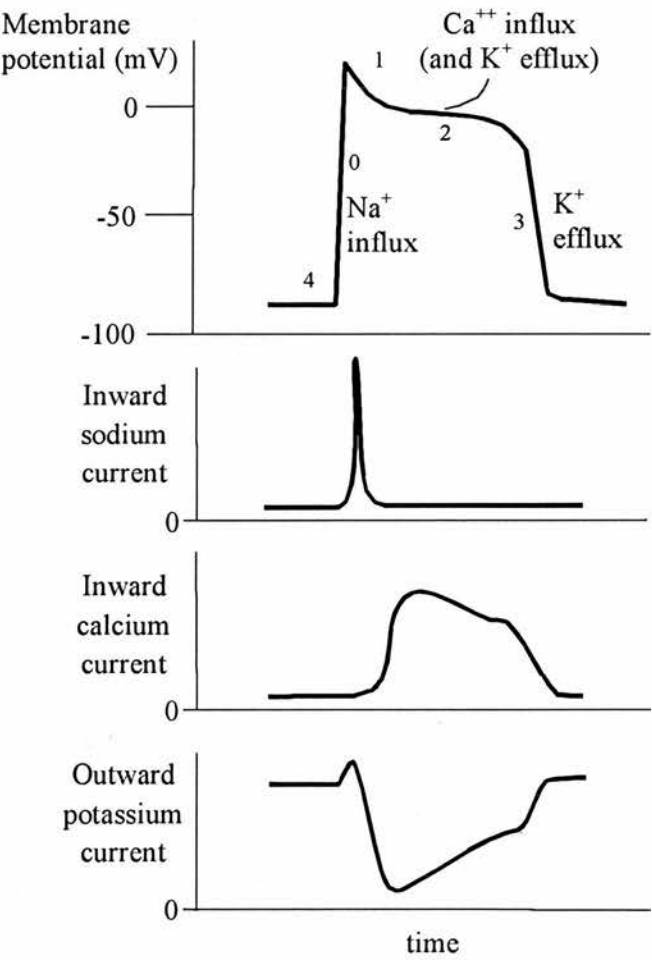 Membrane
potential (mV)
Ca⁺⁺ influx
(and K⁺ efflux)
1
0
2
0
Na⁺
influx
-50
3
K⁺
efflux
4
-100
Inward
sodium
current
0
Inward
calcium
current
0
Outward
potassium
current
0
time